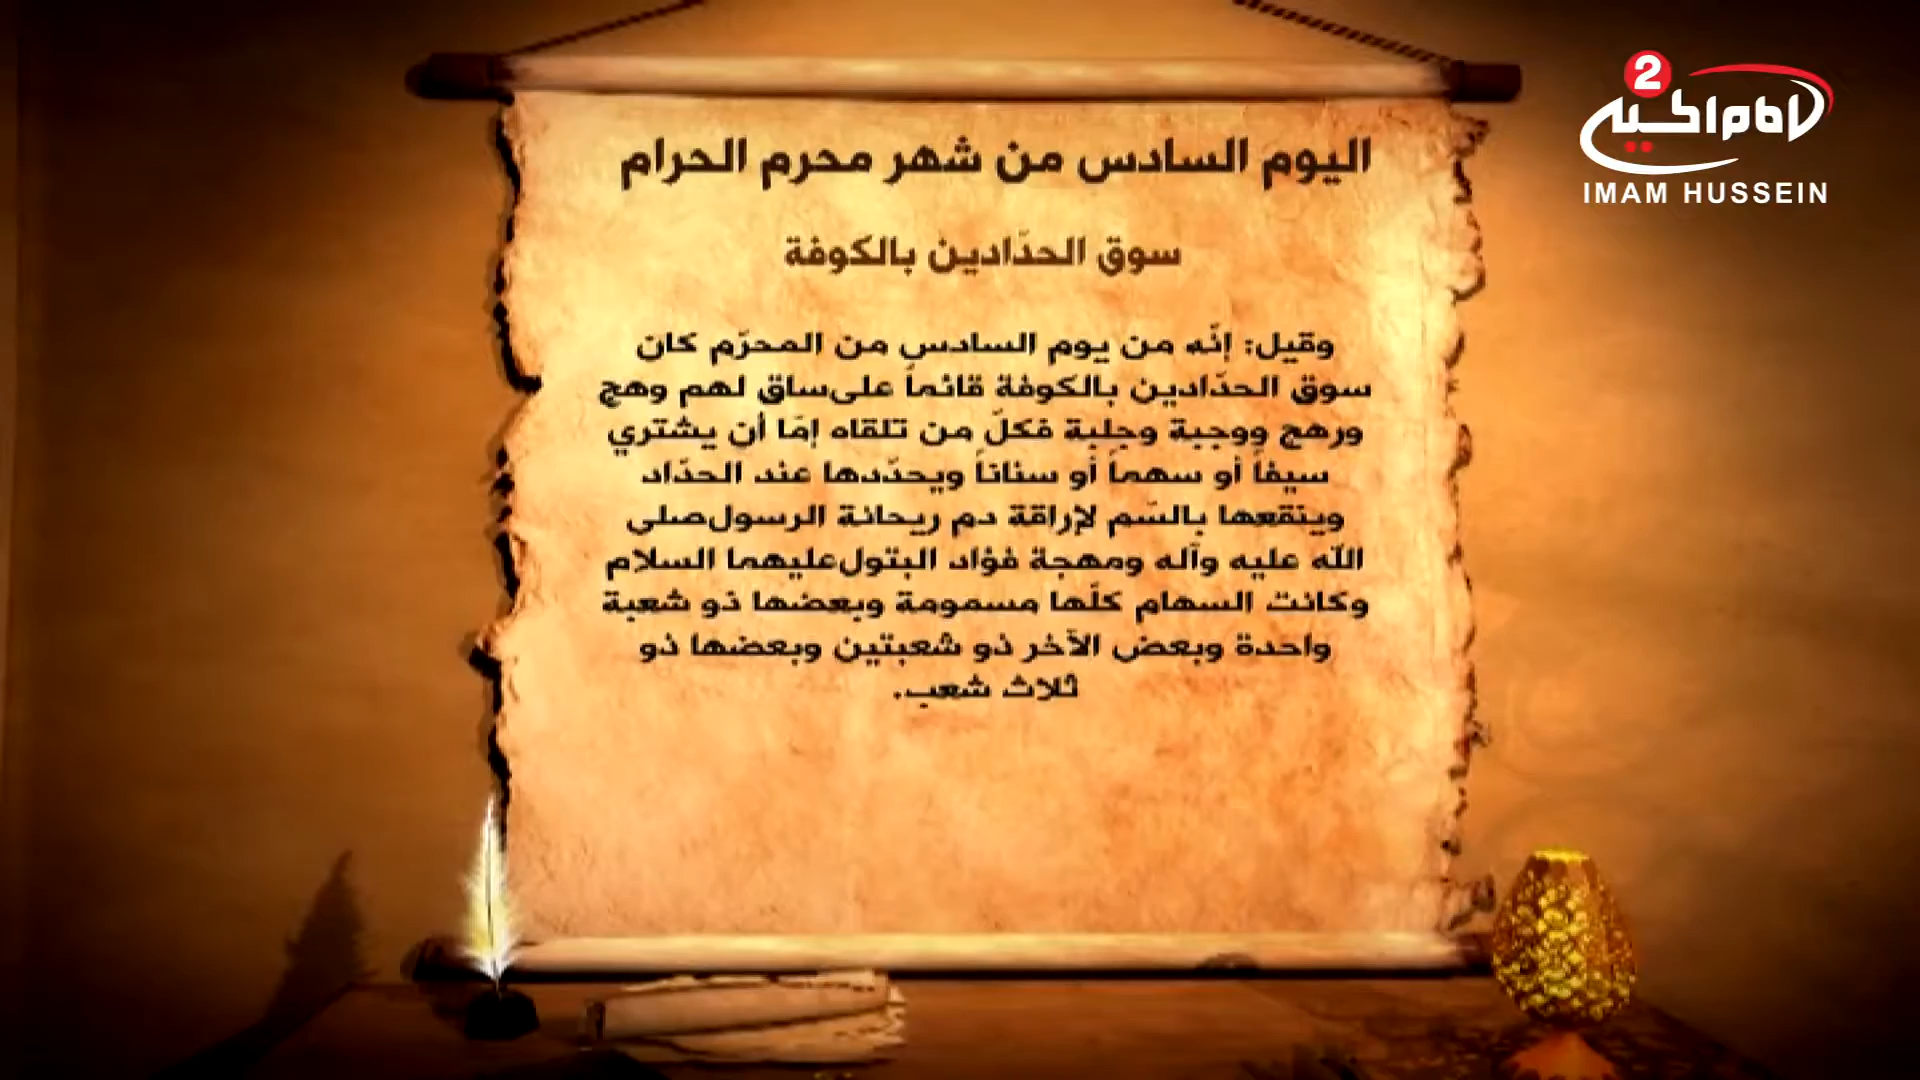 اليوم السادس من شهر محرم الحرام
سوق الحدّادين بالكوفة
وقيل: إنّه من يوم السادس من المحرّم كان
سوق الحدّادين بالكوفة قائماً على ساق لهم وهج
ورهج ووجبة وجلبة فكلّ من تلقاه إمّا أن يشتري
سيفاً أو سهماً أو سناناً ويحدّدها عند الحدّاد
وينقعها بالسّم لإراقة دم ريحانة الرسول صلى
الله عليه وآله ومهجة فؤاد البتول عليهما السلام
وكانت السهام كلّها مسمومة وبعضها ذو شعبة
واحدة وبعض الآخر ذو شعبتين وبعضها ذو
ثلاث شعب.
2
الامام الحسين
IMAM HUSSEIN